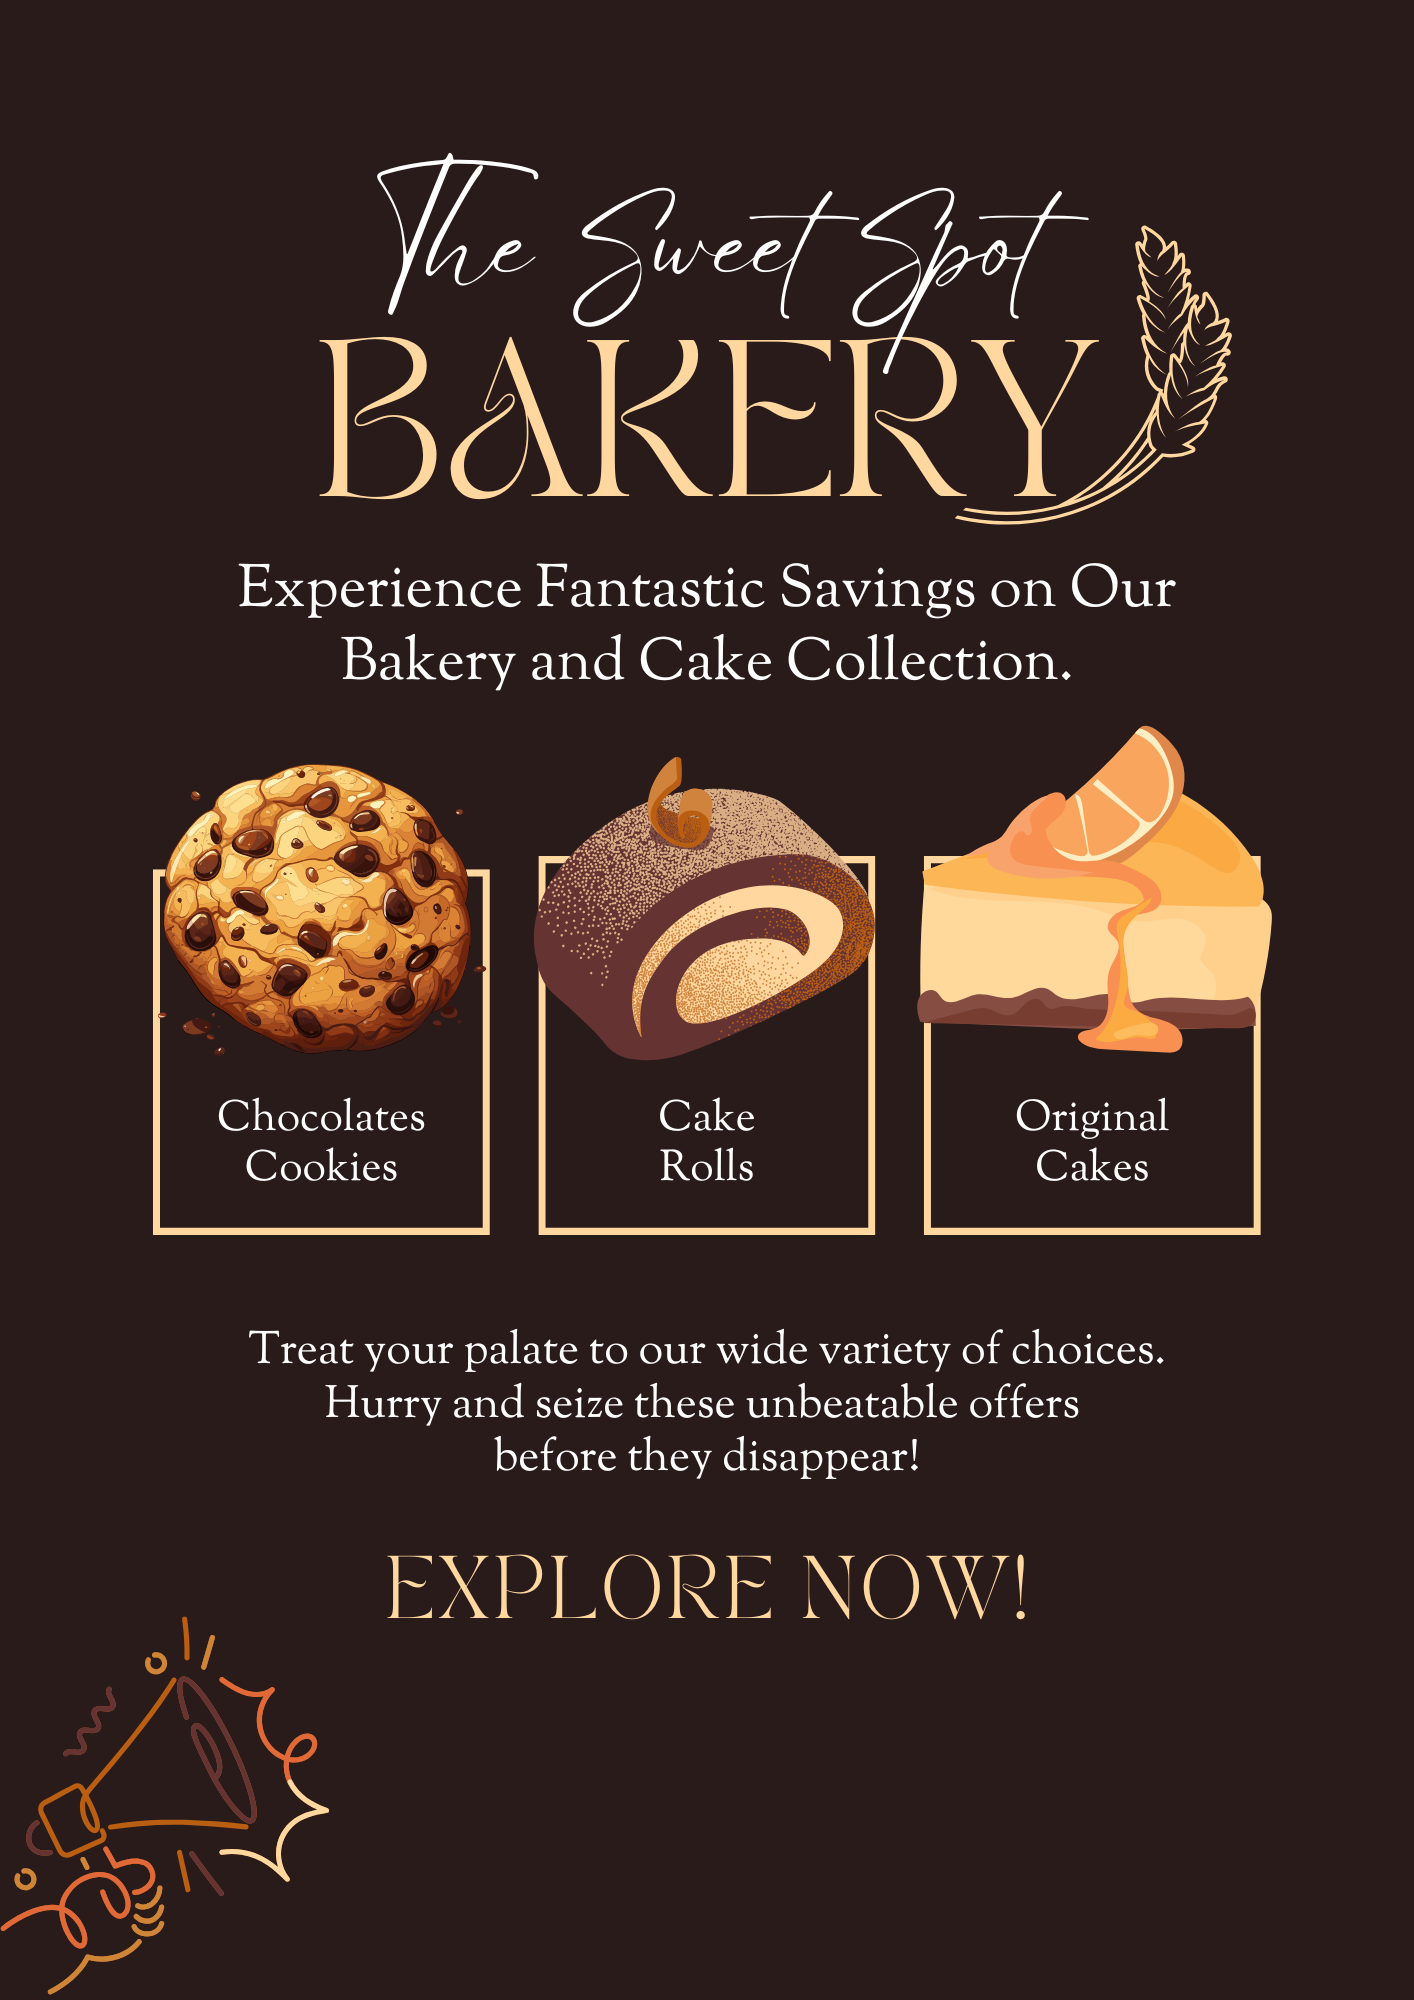 The Sweet Spot
BAKERY
Experience Fantastic Savings on Our
Bakery and Cake Collection.
Chocolates
Cookies
Cake
Rolls
Original
Cakes
Treat your palate to our wide variety of choices.
Hurry and seize these unbeatable offers
before they disappear!
EXPLORE NOW!